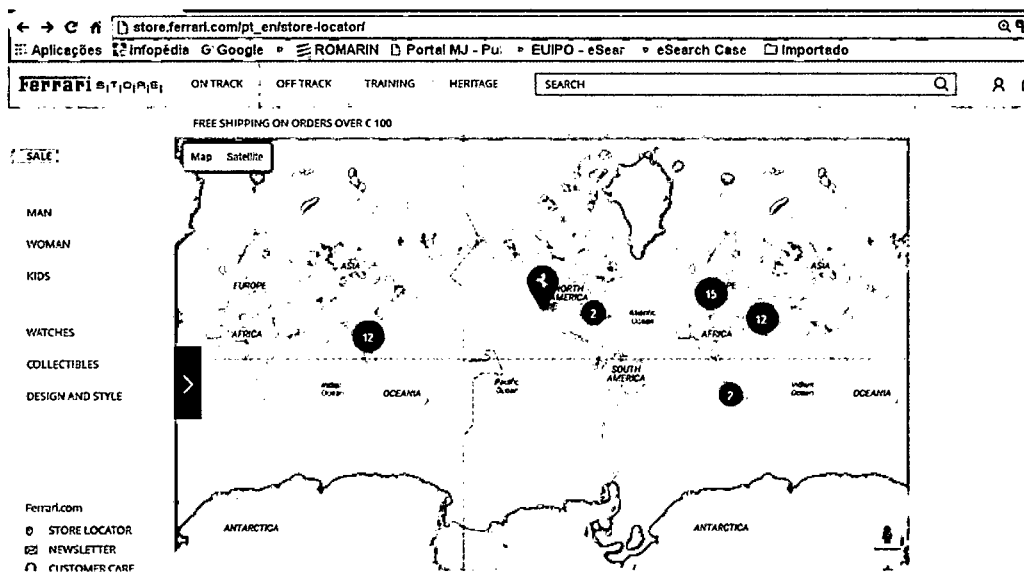 store.ferrari.com/pt_en/store-locator/
Aplicações Infopédia Google ROMARIN Portal MJ - Pu EUIPO - eSear eSearch Case Importado
Ferrari STORE ON TRACK OFF TRACK TRAINING HERITAGE SEARCH
FREE SHIPPING ON ORDERS OVER € 100
SALE
Map Satellite
MAN
WOMAN
KIDS
WATCHES
COLLECTIBLES
DESIGN AND STYLE
EUROPE ASIA NORTH AMERICA ASIA
AFRICA 12 2 Atlantic Ocean 15 AFRICA 12
SOUTH AMERICA
Indian Ocean OCEANIA Pacific Ocean 2 Indian Ocean OCEANIA
ANTARCTICA ANTARCTICA
Ferrari.com
STORE LOCATOR
NEWSLETTER
CUSTOMER CARE